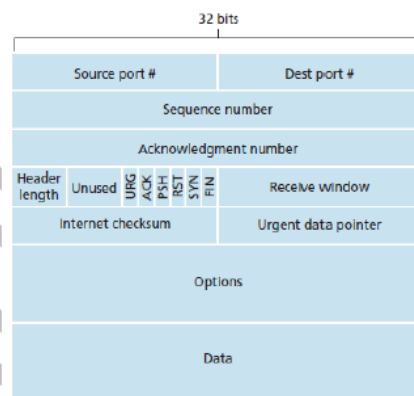 32 bits
Source port # Dest port #
Sequence number
Acknowledgment number
Header length Unused URG ACK PSH RST SYN FIN Receive window
Internet checksum Urgent data pointer
Options
Data